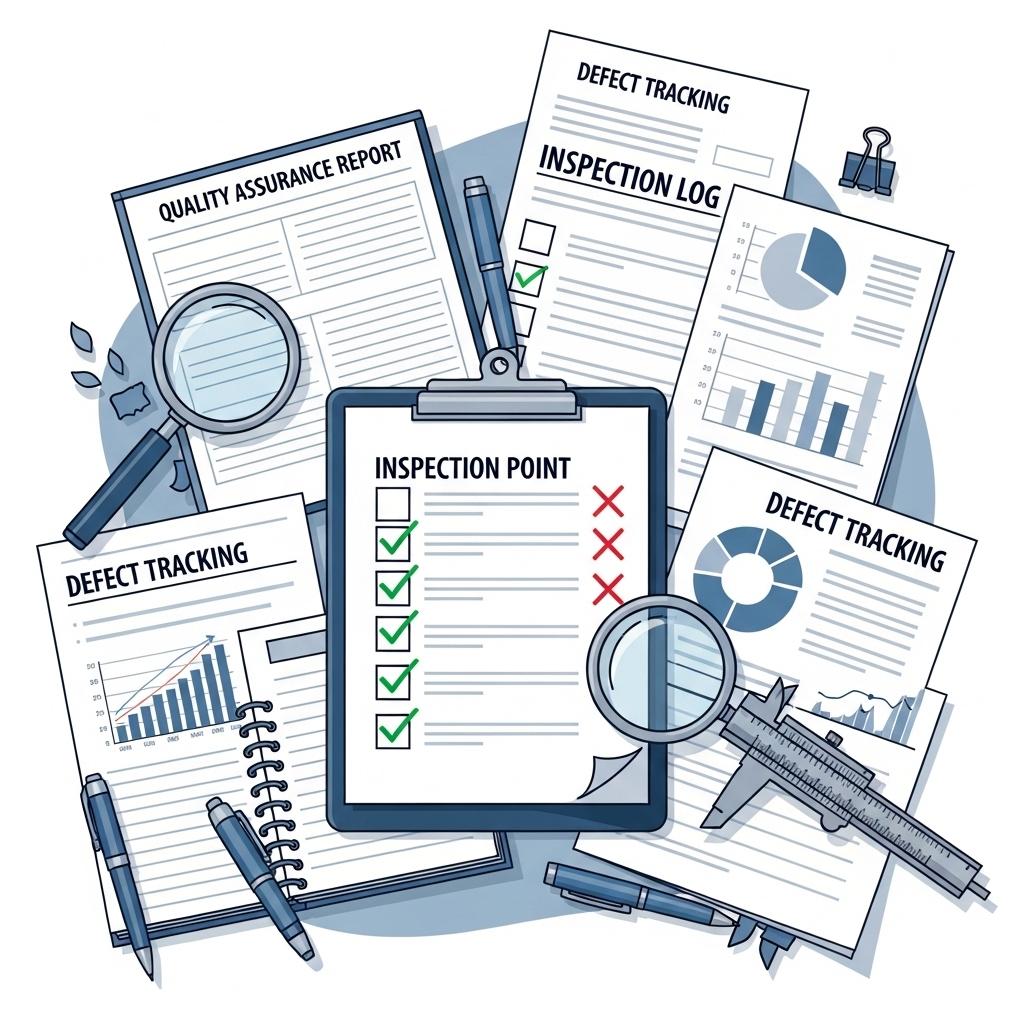 DEFECT TRACKING
INSPECTION LOG
QUALITY ASSURANCE REPORT
INSPECTION POINT
DEFECT TRACKING
DEFECT TRACKING